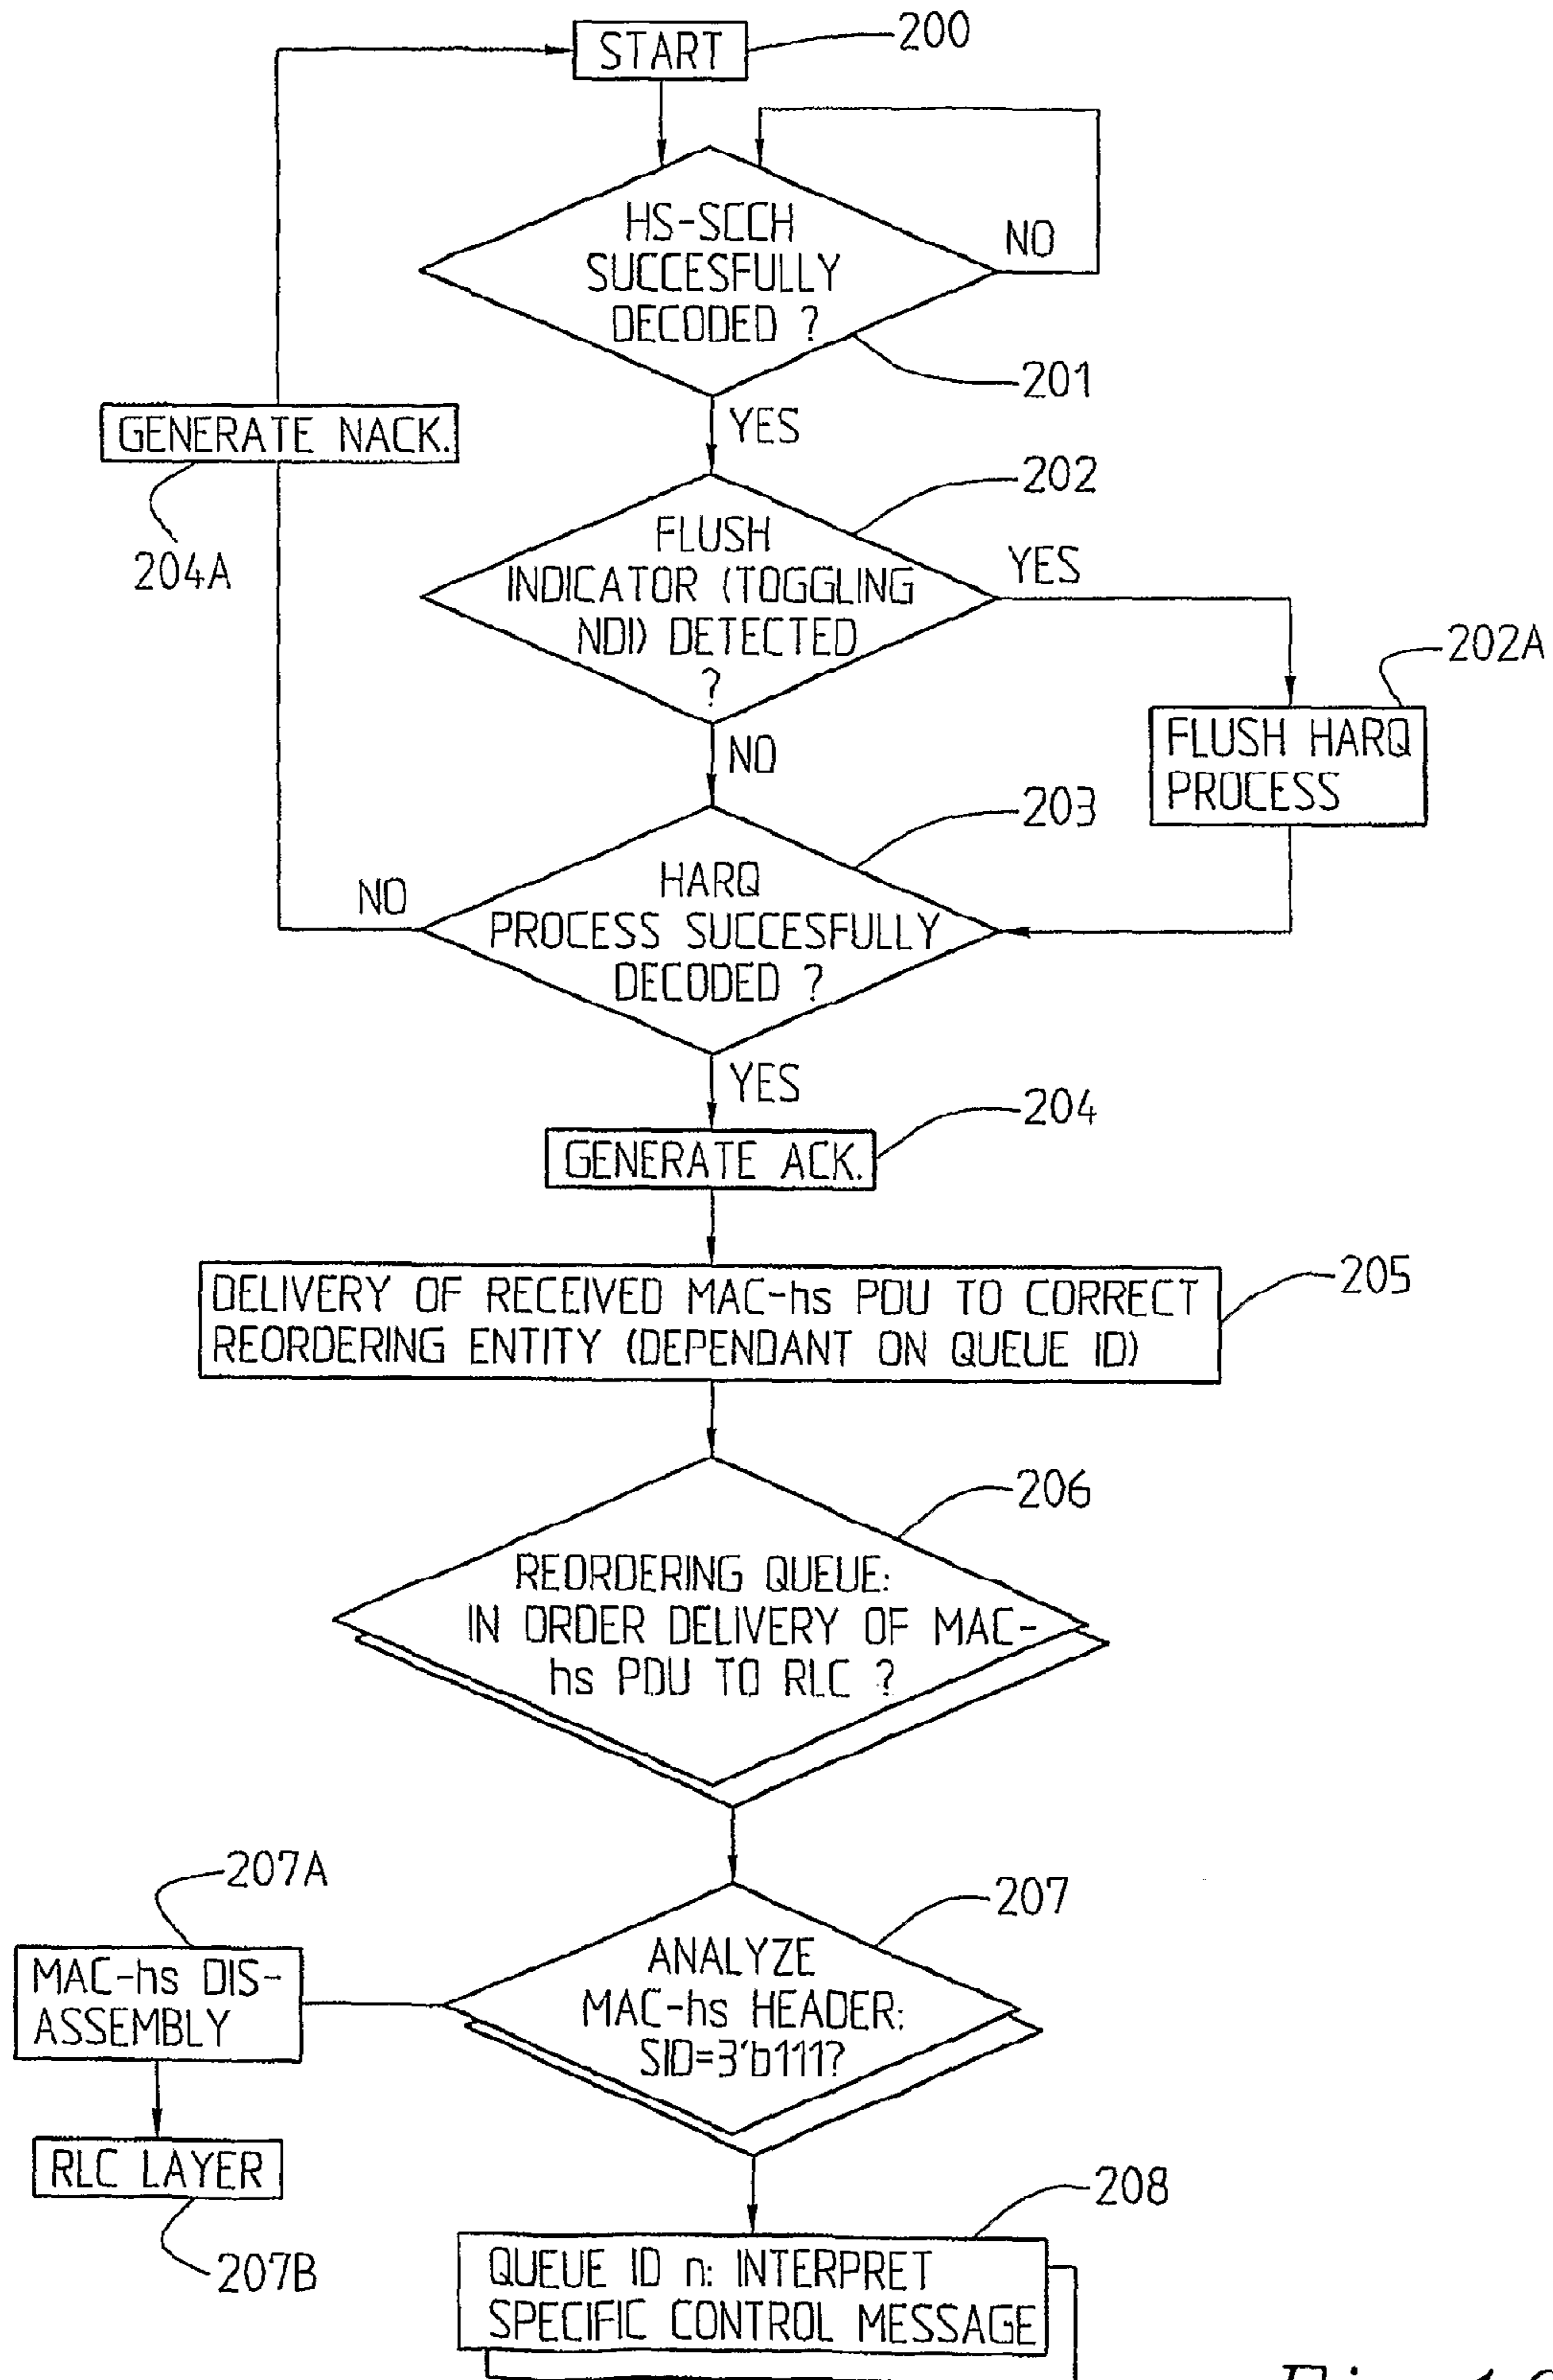 START
200
HS-SCCH
SUCCESFULLY
DECODED ?
NO
201
YES
GENERATE NACK.
204A
202
FLUSH
INDICATOR (TOGGLING
NDI) DETECTED
?
YES
202A
FLUSH HARQ
PROCESS
NO
203
HARQ
PROCESS SUCCESFULLY
DECODED ?
NO
YES
204
GENERATE ACK.
205
DELIVERY OF RECEIVED MAC-hs PDU TO CORRECT
REORDERING ENTITY (DEPENDANT ON QUEUE ID)
206
REORDERING QUEUE:
IN ORDER DELIVERY OF MAC-
hs PDU TO RLC ?
207A
207
MAC-hs DIS-
ASSEMBLY
ANALYZE
MAC-hs HEADER:
SID=3'b111?
RLC LAYER
207B
208
QUEUE ID n: INTERPRET
SPECIFIC CONTROL MESSAGE